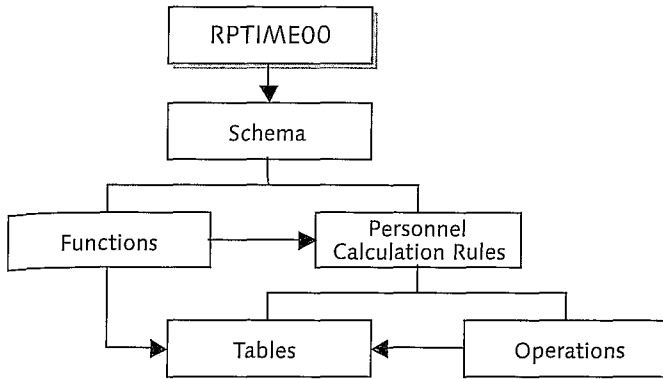 RPTIME00
Schema
Functions
Personnel
Calculation Rules
Tables
Operations